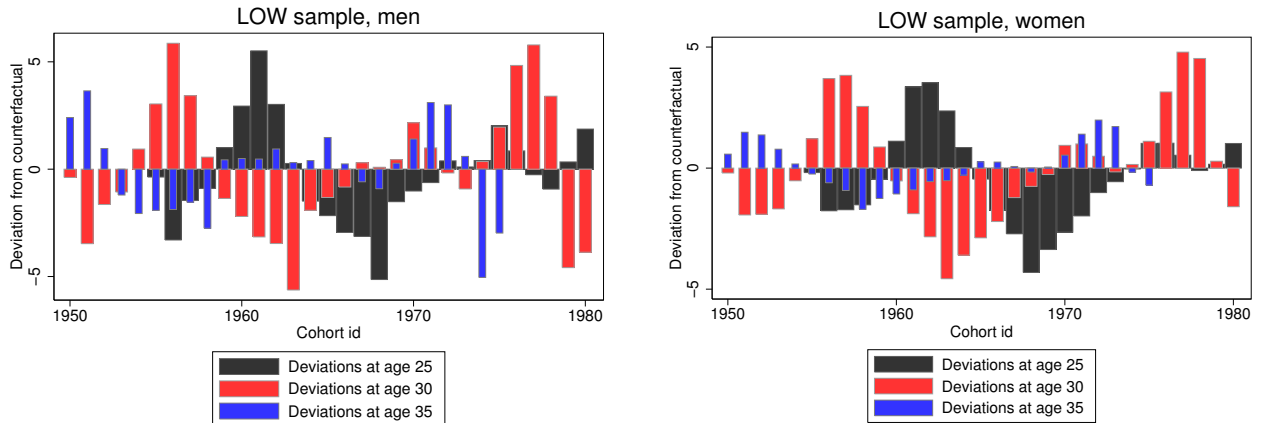 LOW sample, men
Deviation from counterfactual
5
0
−5
1950
1960
1970
1980
Cohort id
Deviations at age 25
Deviations at age 30
Deviations at age 35
LOW sample, women
Deviation from counterfactual
5
0
−5
1950
1960
1970
1980
Cohort id
Deviations at age 25
Deviations at age 30
Deviations at age 35